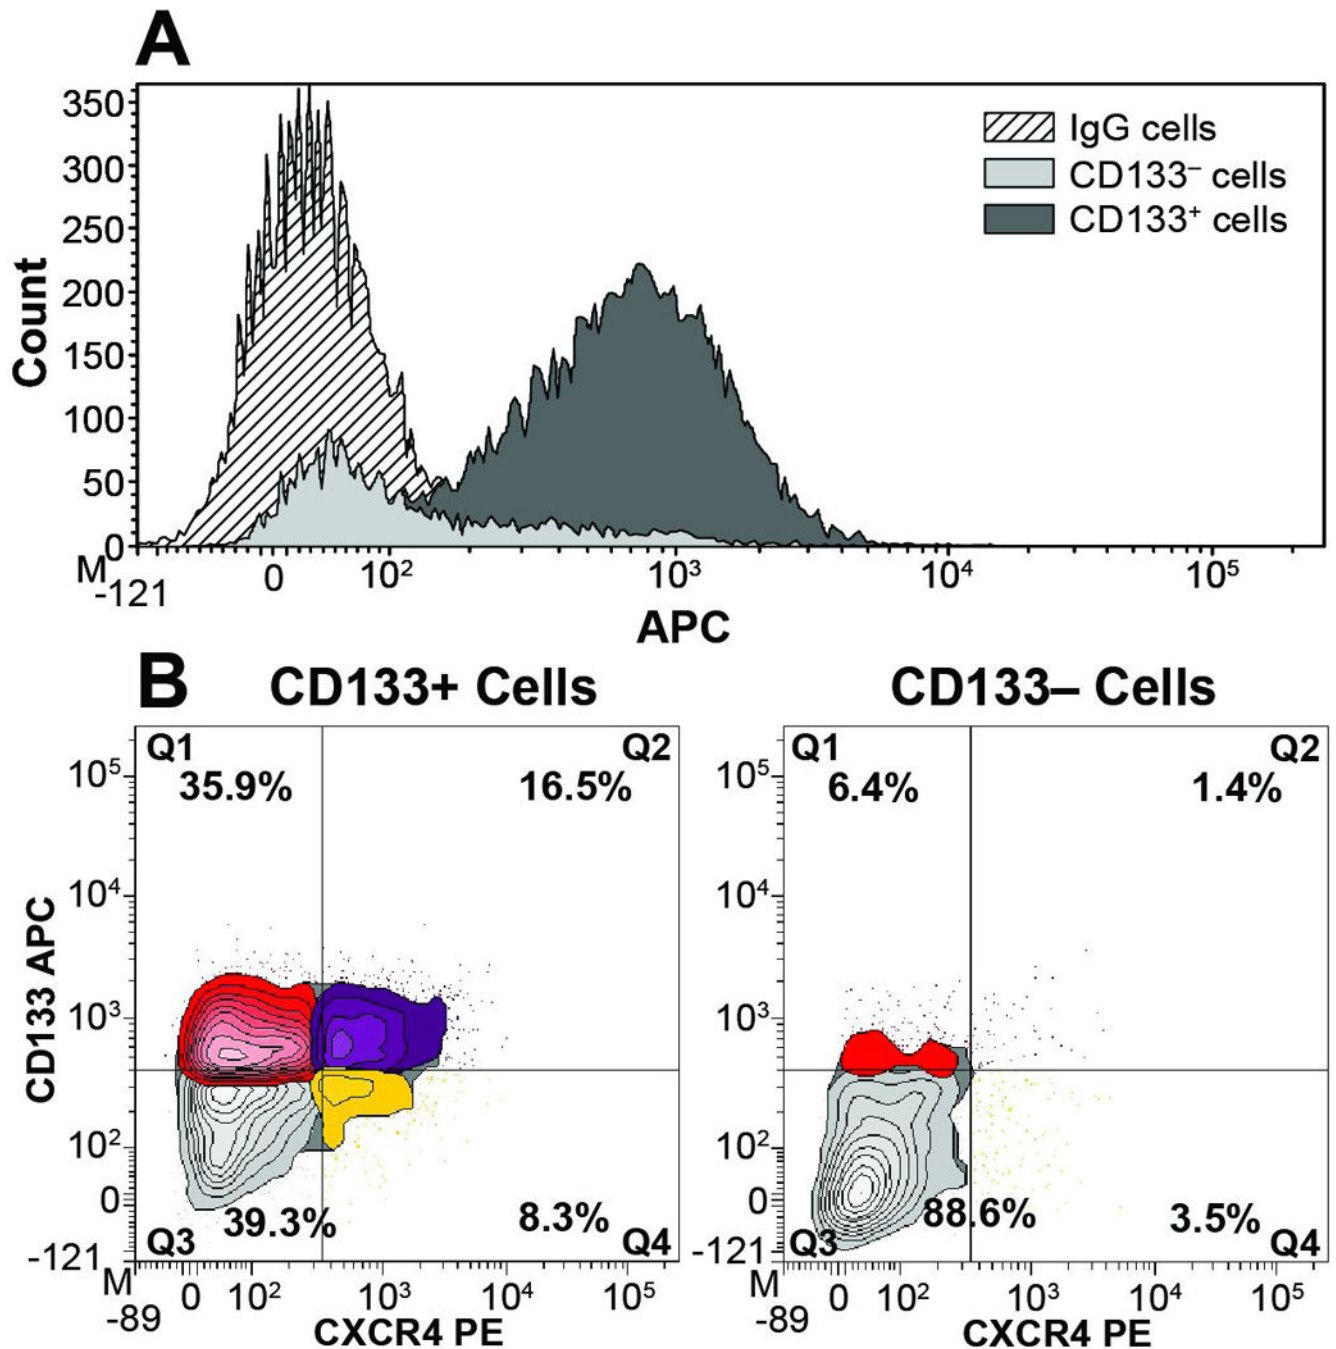 A
350
300
250
200
150
100
50
0
Count
IgG cells
CD133⁻ cells
CD133⁺ cells
M
-121
0 10² 10³ 10⁴ 10⁵
APC
B
CD133+ Cells
Q1 Q2
35.9% 16.5%
10⁵
10⁴
10³
10²
0
-121
CD133 APC
39.3% 8.3%
Q3 Q4
M
-89
0 10² 10³ 10⁴ 10⁵
CXCR4 PE
CD133– Cells
Q1 Q2
6.4% 1.4%
10⁵
10⁴
10³
10²
0
-121
88.6% 3.5%
Q3 Q4
M
-89
0 10² 10³ 10⁴ 10⁵
CXCR4 PE